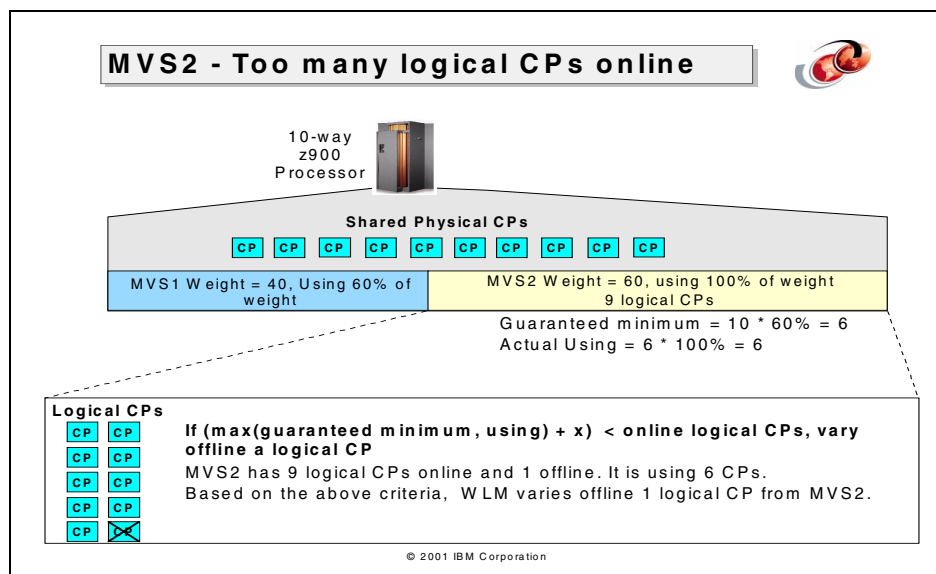 MVS2 - Too many logical CPs online
10-way
z900
Processor
Shared Physical CPs
CP CP CP CP CP CP CP CP CP CP
MVS1 Weight = 40, Using 60% of
weight
MVS2 Weight = 60, using 100% of weight
9 logical CPs
Guaranteed minimum = 10 * 60% = 6
Actual Using = 6 * 100% = 6
Logical CPs
CP CP
CP CP
CP CP
CP CP
CP CP
If (max(guaranteed minimum, using) + x) < online logical CPs, vary
offline a logical CP
MVS2 has 9 logical CPs online and 1 offline. It is using 6 CPs.
Based on the above criteria, WLM varies offline 1 logical CP from MVS2.
© 2001 IBM Corporation